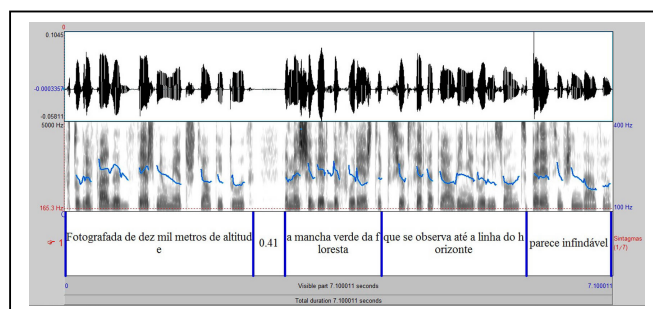 0
0.1045
-0.0003357
-0.05811
5000 Hz
400 Hz
165.3 Hz
100 Hz
0
1
Fotografada de dez mil metros de altitud
e
0.41
a mancha verde da f
loresta
que se observa até a linha do h
orizonte
parece infindável
Sintagmas
(1/7)
0
Visible part 7.100011 seconds
7.100011
Total duration 7.100011 seconds